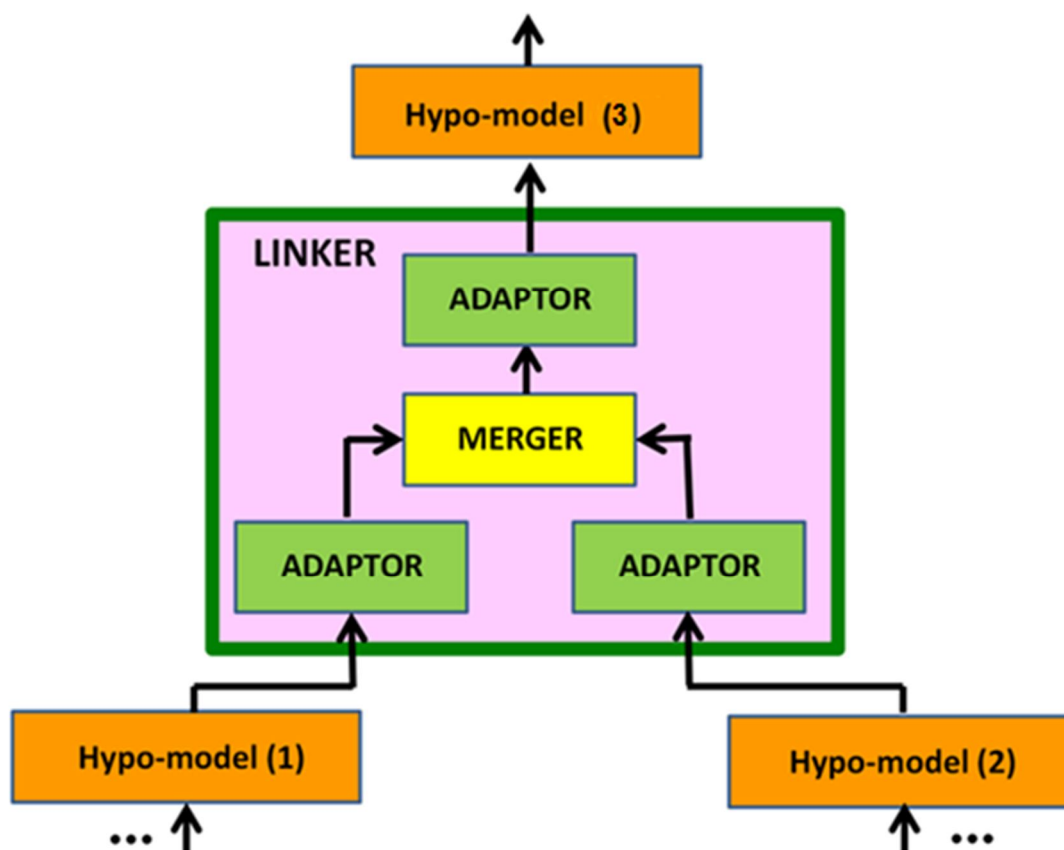 Hypo-model (3)
LINKER
ADAPTOR
MERGER
ADAPTOR
ADAPTOR
Hypo-model (1)
Hypo-model (2)
...
...